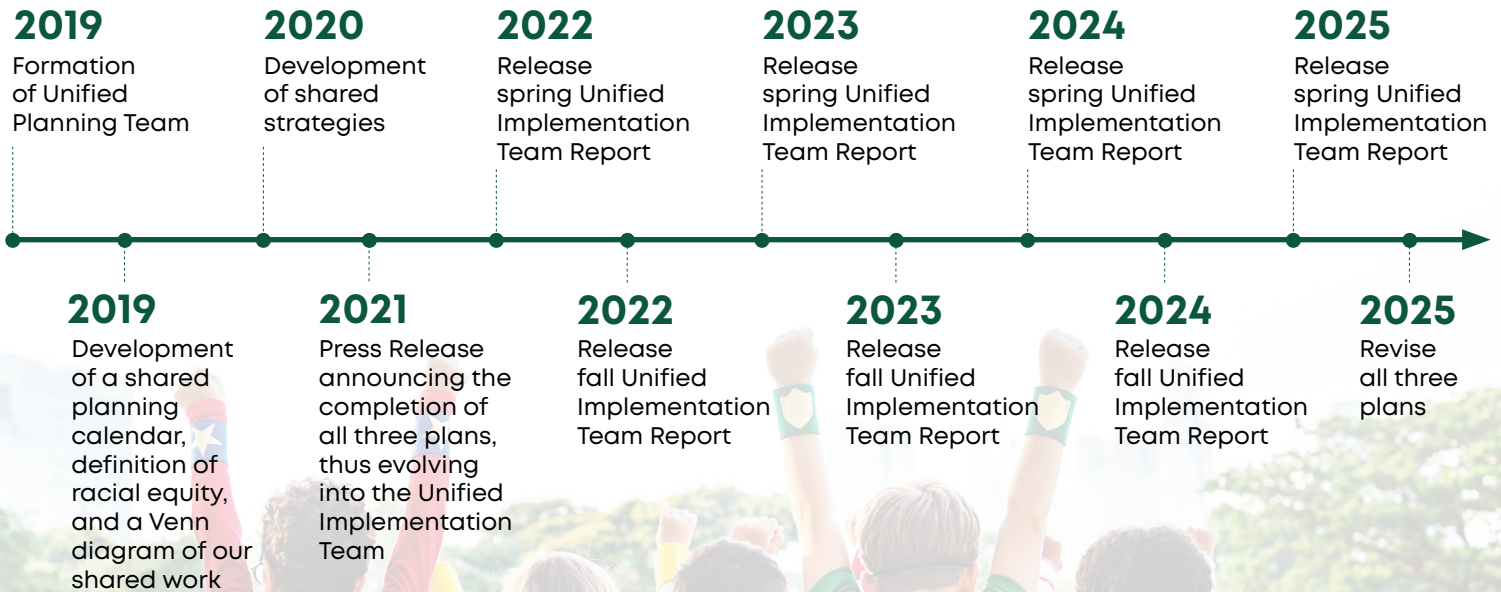 2019
Formation
of Unified
Planning Team
2020
Development
of shared
strategies
2022
Release
spring Unified
Implementation
Team Report
2023
Release
spring Unified
Implementation
Team Report
2024
Release
spring Unified
Implementation
Team Report
2025
Release
spring Unified
Implementation
Team Report
2019
Development
of a shared
planning
calendar,
definition of
racial equity,
and a Venn
diagram of our
shared work
2021
Press Release
announcing the
completion of
all three plans,
thus evolving
into the Unified
Implementation
Team
2022
Release
fall Unified
Implementation
Team Report
2023
Release
fall Unified
Implementation
Team Report
2024
Release
fall Unified
Implementation
Team Report
2025
Revise
all three
plans